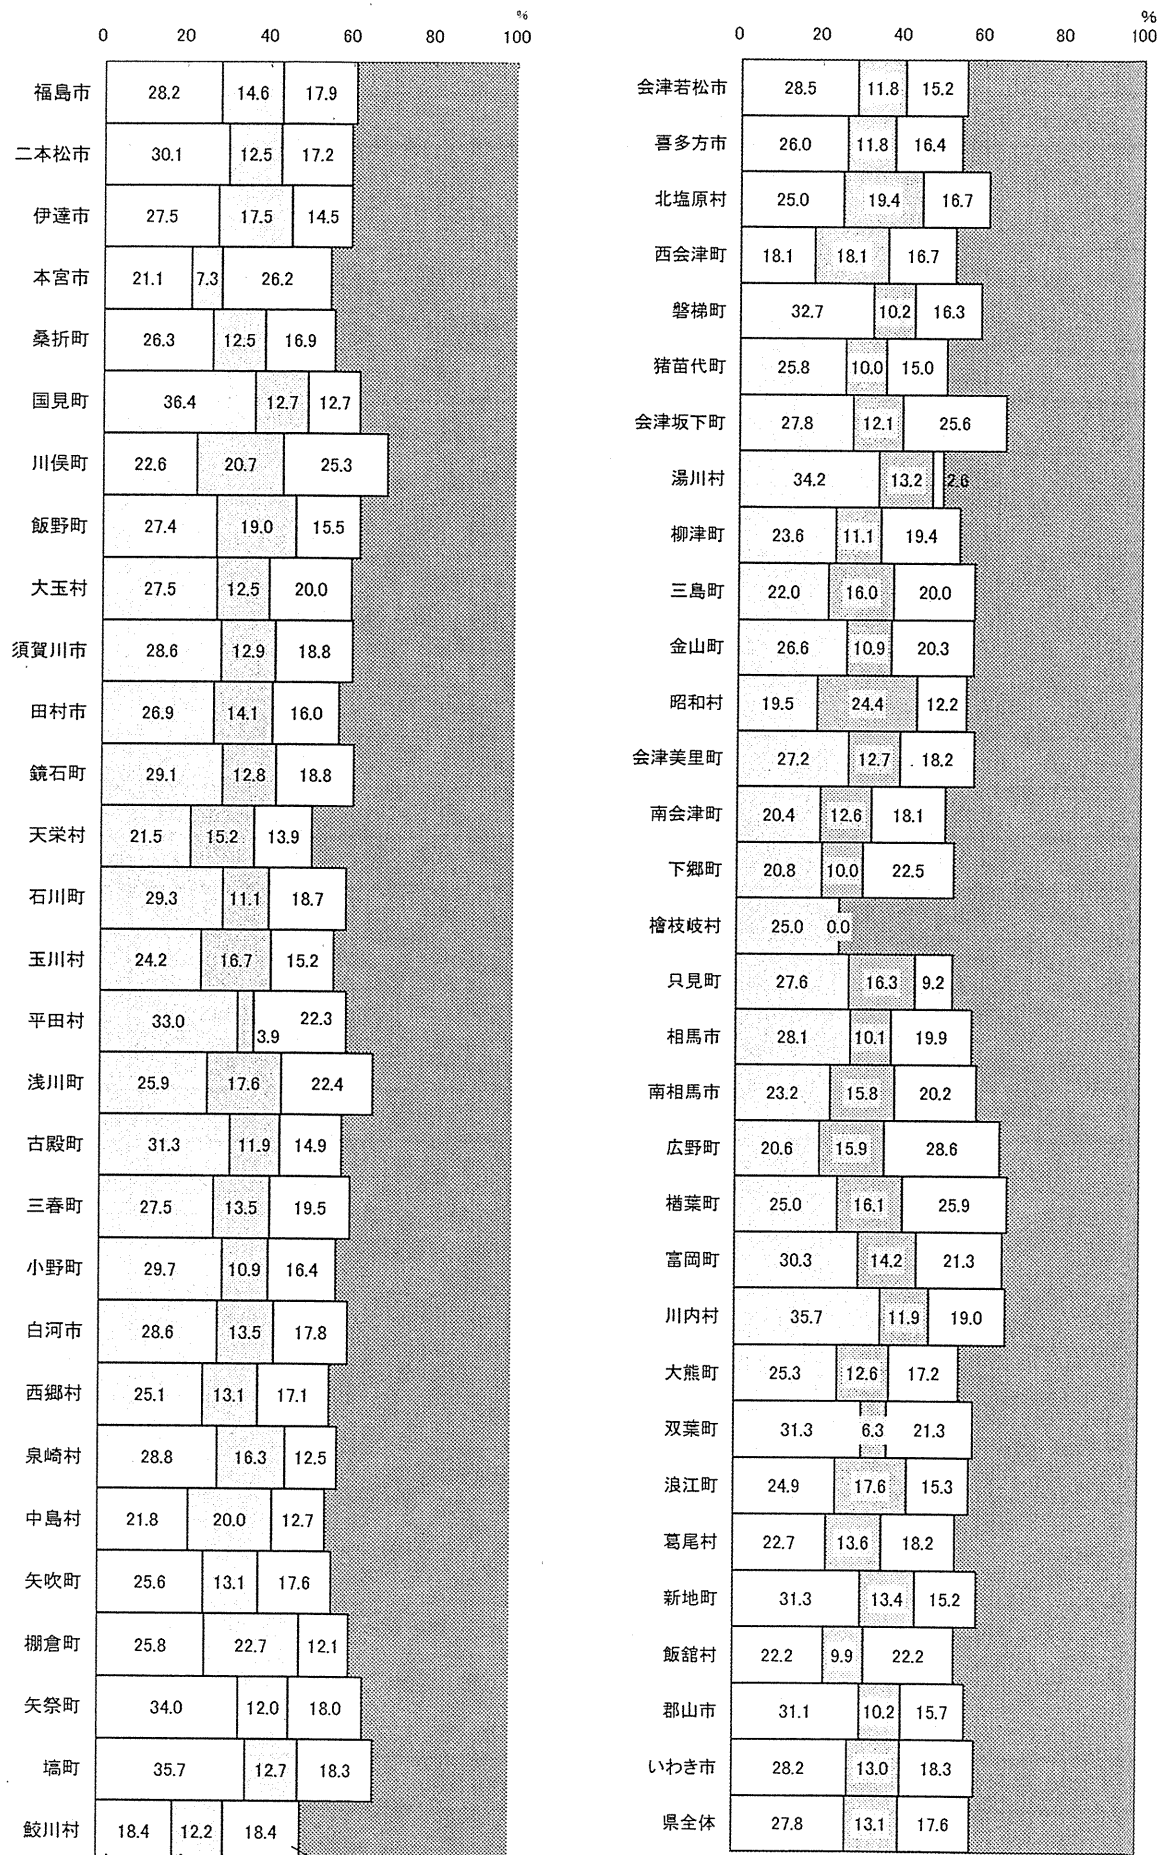 %
0 20 40 60 80 100
福島市 28.2 14.6 17.9
二本松市 30.1 12.5 17.2
伊達市 27.5 17.5 14.5
本宮市 21.1 7.3 26.2
桑折町 26.3 12.5 16.9
国見町 36.4 12.7 12.7
川俣町 22.6 20.7 25.3
飯野町 27.4 19.0 15.5
大玉村 27.5 12.5 20.0
須賀川市 28.6 12.9 18.8
田村市 26.9 14.1 16.0
鏡石町 29.1 12.8 18.8
天栄村 21.5 15.2 13.9
石川町 29.3 11.1 18.7
玉川村 24.2 16.7 15.2
平田村 33.0 3.9 22.3
浅川町 25.9 17.6 22.4
古殿町 31.3 11.9 14.9
三春町 27.5 13.5 19.5
小野町 29.7 10.9 16.4
白河市 28.6 13.5 17.8
西郷村 25.1 13.1 17.1
泉崎村 28.8 16.3 12.5
中島村 21.8 20.0 12.7
矢吹町 25.6 13.1 17.6
棚倉町 25.8 22.7 12.1
矢祭町 34.0 12.0 18.0
塙町 35.7 12.7 18.3
鮫川村 18.4 12.2 18.4
%
0 20 40 60 80 100
会津若松市 28.5 11.8 15.2
喜多方市 26.0 11.8 16.4
北塩原村 25.0 19.4 16.7
西会津町 18.1 18.1 16.7
磐梯町 32.7 10.2 16.3
猪苗代町 25.8 10.0 15.0
会津坂下町 27.8 12.1 25.6
湯川村 34.2 13.2 2.6
柳津町 23.6 11.1 19.4
三島町 22.0 16.0 20.0
金山町 26.6 10.9 20.3
昭和村 19.5 24.4 12.2
会津美里町 27.2 12.7 18.2
南会津町 20.4 12.6 18.1
下郷町 20.8 10.0 22.5
檜枝岐村 25.0 0.0
只見町 27.6 16.3 9.2
相馬市 28.1 10.1 19.9
南相馬市 23.2 15.8 20.2
広野町 20.6 15.9 28.6
楢葉町 25.0 16.1 25.9
富岡町 30.3 14.2 21.3
川内村 35.7 11.9 19.0
大熊町 25.3 12.6 17.2
双葉町 31.3 6.3 21.3
浪江町 24.9 17.6 15.3
葛尾村 22.7 13.6 18.2
新地町 31.3 13.4 15.2
飯舘村 22.2 9.9 22.2
郡山市 31.1 10.2 15.7
いわき市 28.2 13.0 18.3
県全体 27.8 13.1 17.6